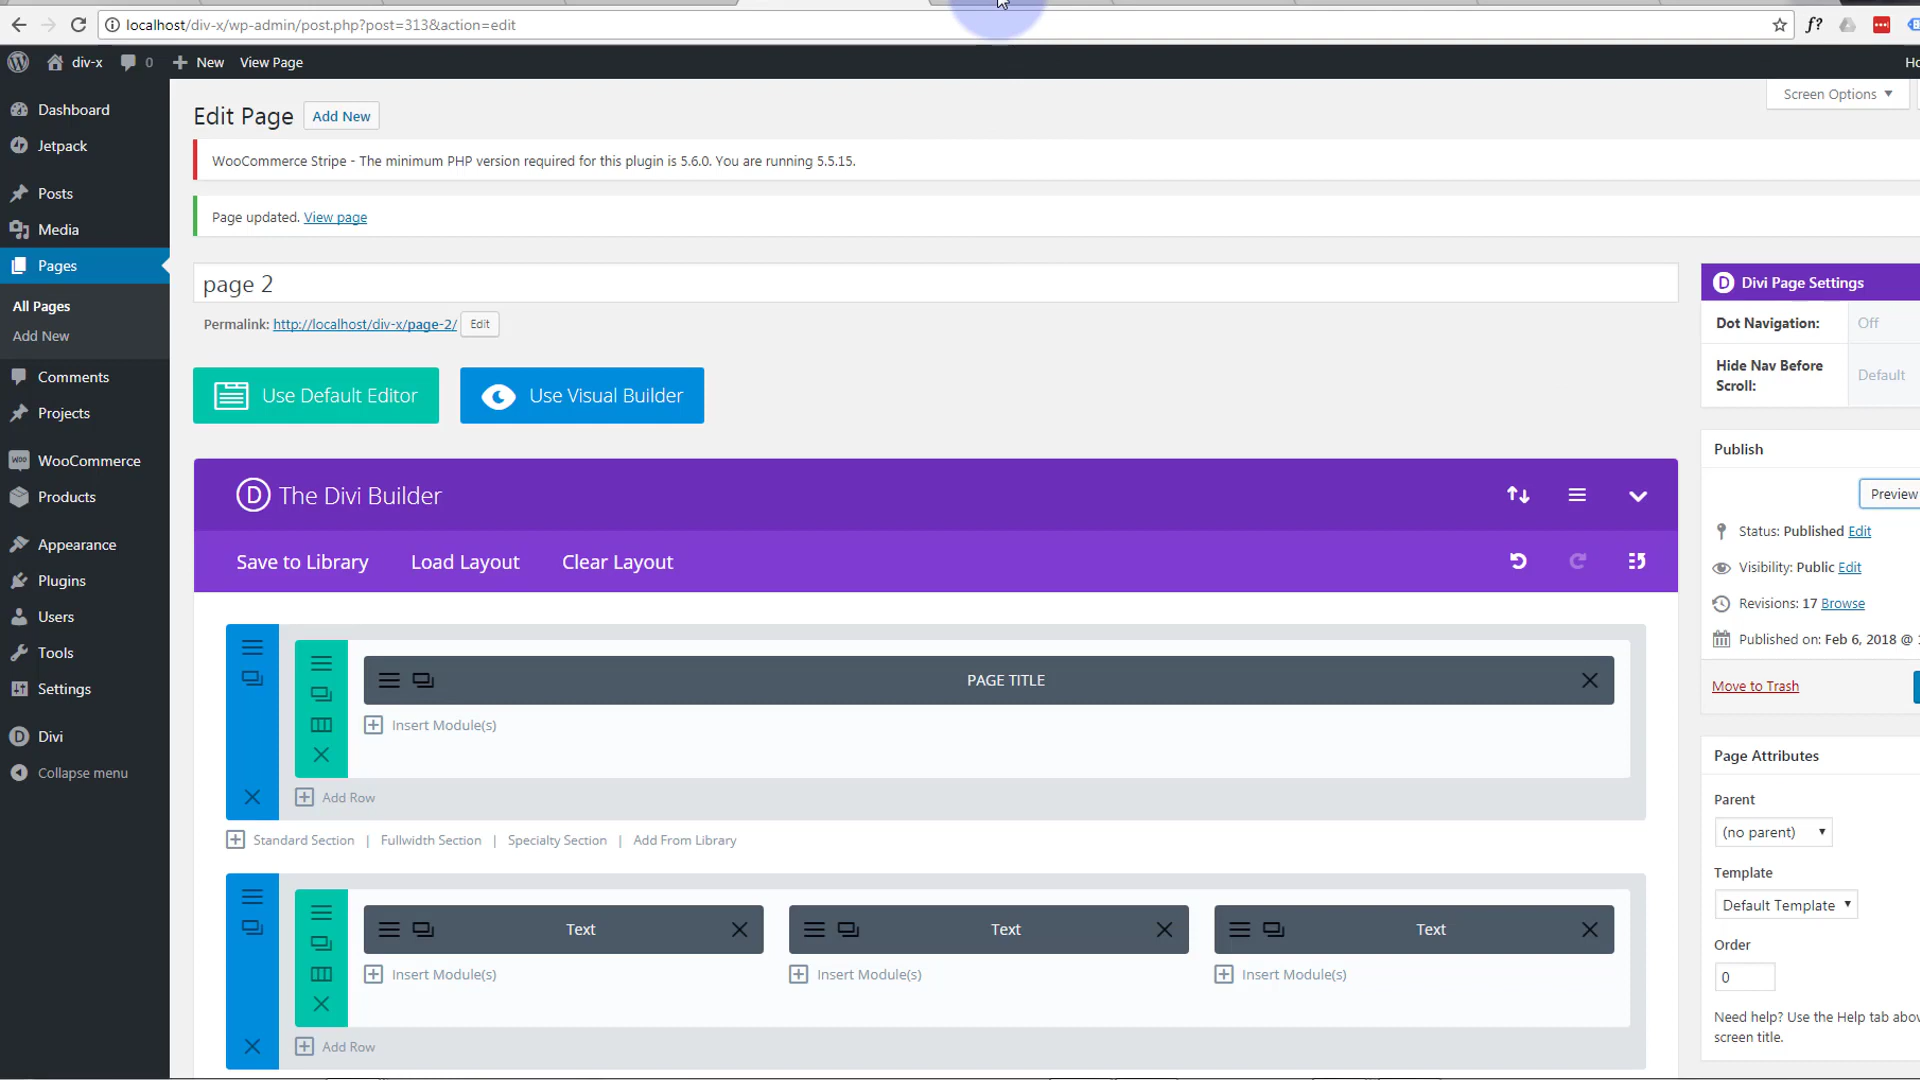 localhost/div-x/wp-admin/post.php?post=313&action=edit
f?
div-x
0
New
View Page
Ho
Dashboard
Jetpack
Posts
Media
Pages
All Pages
Add New
Comments
Projects
WooCommerce
Products
Appearance
Plugins
Users
Tools
Settings
Divi
Collapse menu
Screen Options
Edit Page
Add New
WooCommerce Stripe - The minimum PHP version required for this plugin is 5.6.0. You are running 5.5.15.
Page updated. View page
page 2
Permalink: http://localhost/div-x/page-2/ Edit
Use Default Editor
Use Visual Builder
D The Divi Builder
Save to Library
Load Layout
Clear Layout
PAGE TITLE
Insert Module(s)
Add Row
Standard Section | Fullwidth Section | Specialty Section | Add From Library
Text
Text
Text
Insert Module(s)
Insert Module(s)
Insert Module(s)
Add Row
D Divi Page Settings
Dot Navigation:
Off
Hide Nav Before
Scroll:
Default
Publish
Preview
Status: Published Edit
Visibility: Public Edit
Revisions: 17 Browse
Published on: Feb 6, 2018 @ 1
Move to Trash
Page Attributes
Parent
(no parent)
Template
Default Template
Order
0
Need help? Use the Help tab abov
screen title.